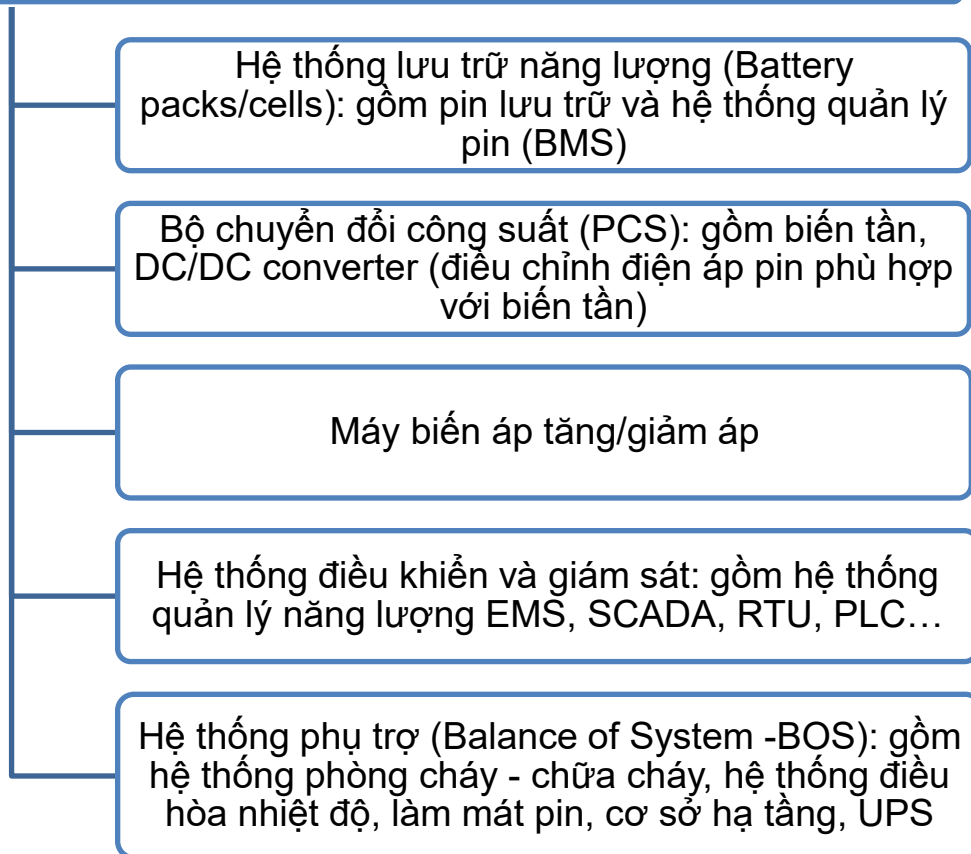 Hệ thống lưu trữ năng lượng (Battery
packs/cells): gồm pin lưu trữ và hệ thống quản lý
pin (BMS)
Bộ chuyển đổi công suất (PCS): gồm biến tần,
DC/DC converter (điều chỉnh điện áp pin phù hợp
với biến tần)
Máy biến áp tăng/giảm áp
Hệ thống điều khiển và giám sát: gồm hệ thống
quản lý năng lượng EMS, SCADA, RTU, PLC…
Hệ thống phụ trợ (Balance of System -BOS): gồm
hệ thống phòng cháy - chữa cháy, hệ thống điều
hòa nhiệt độ, làm mát pin, cơ sở hạ tầng, UPS